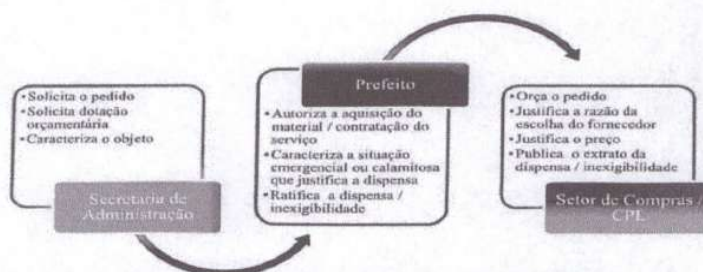 • Solicita o pedido
• Solicita dotação
orçamentária
• Caracteriza o objeto
Secretaria de
Administração
Prefeito
• Autoriza a aquisição do
material / contratação do
serviço
• Caracteriza a situação
emergencial ou calamitosa
que justifica a dispensa
• Ratifica a dispensa /
inexigibilidade
• Orça o pedido
• Justifica a razão da
escolha do fornecedor
• Justifica o preço
• Publica o extrato da
dispensa / inexigibilidade
Setor de Compras /
CPL